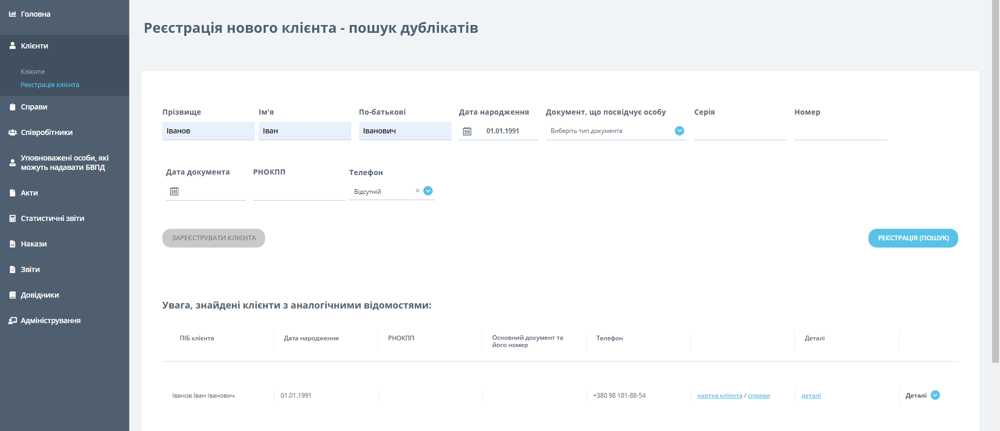 Головна
Клієнти
Клієнти
Реєстрація клієнта
Справи
Співробітники
Уповноважені особи, які
можуть надавати БВПД
Акти
Статистичні звіти
Накази
Звіти
Довідники
Адміністрування
Реєстрація нового клієнта - пошук дублікатів
Прізвище Ім'я По-батькові Дата народження Документ, що посвідчує особу Серія Номер
Іванов Іван Іванович 01.01.1991 Виберіть тип документа
Дата документа РНОКПП Телефон
Відсутній ×
ЗАРЕЄСТРУВАТИ КЛІЄНТА РЕЄСТРАЦІЯ (ПОШУК)
Увага, знайдені клієнти з аналогічними відомостями:
ПІБ клієнта Дата народження РНОКПП Основний документ та Телефон Деталі
його номер
Іванов Іван Іванович 01.01.1991 +380 98 181-88-54 картка клієнта / справи деталі Деталі